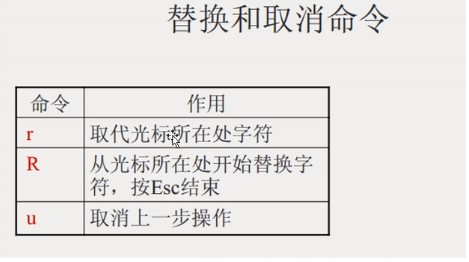 替换和取消命令
命令 作用
r 取代光标所在处字符
R 从光标所在处开始替换字
符，按Esc结束
u 取消上一步操作